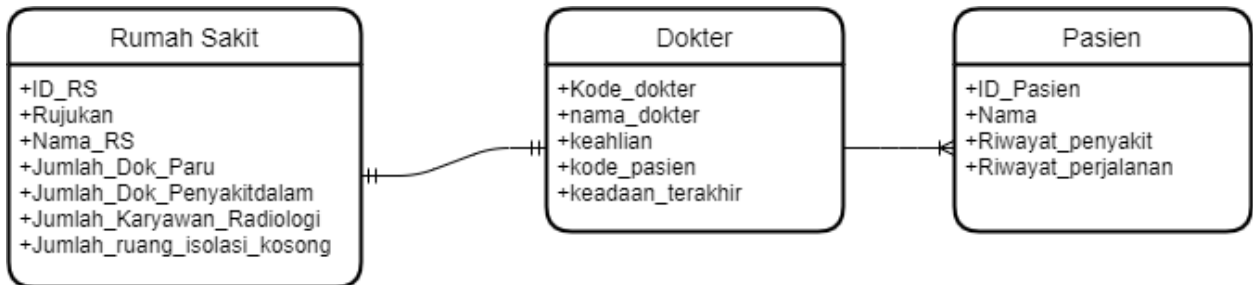 Rumah Sakit
+ID_RS
+Rujukan
+Nama_RS
+Jumlah_Dok_Paru
+Jumlah_Dok_Penyakitdalam
+Jumlah_Karyawan_Radiologi
+Jumlah_ruang_isolasi_kosong
Dokter
+Kode_dokter
+nama_dokter
+keahlian
+kode_pasien
+keadaan_terakhir
Pasien
+ID_Pasien
+Nama
+Riwayat_penyakit
+Riwayat_perjalanan